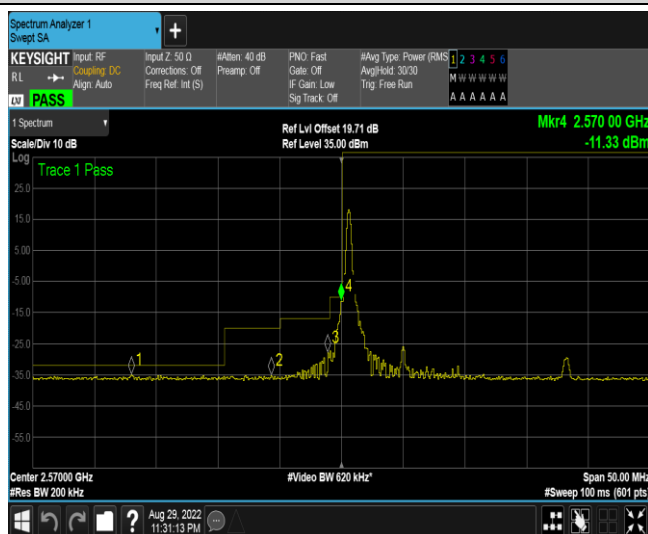 Spectrum Analyzer 1
Swept SA
+
KEYSIGHT
RL
LXI PASS
Input: RF
Coupling: DC
Align: Auto
Input Z: 50 Ω
Corrections: Off
Freq Ref: Int (S)
#Atten: 40 dB
Preamp: Off
PNO: Fast
Gate: Off
IF Gain: Low
Sig Track: Off
#Avg Type: Power (RMS
Avg|Hold: 30/30
Trig: Free Run
1 2 3 4 5 6
M W W W W W
A A A A A A
1 Spectrum
Scale/Div 10 dB
Ref Lvl Offset 19.71 dB
Ref Level 35.00 dBm
Mkr4 2.570 00 GHz
-11.33 dBm
Log
Trace 1 Pass
25.0
15.0
5.00
-5.00
-15.0
-25.0
-35.0
-45.0
-55.0
1
2
3
4
Center 2.57000 GHz
#Res BW 200 kHz
#Video BW 620 kHz*
Span 50.00 MHz
#Sweep 100 ms (601 pts)
?
Aug 29, 2022
11:31:13 PM